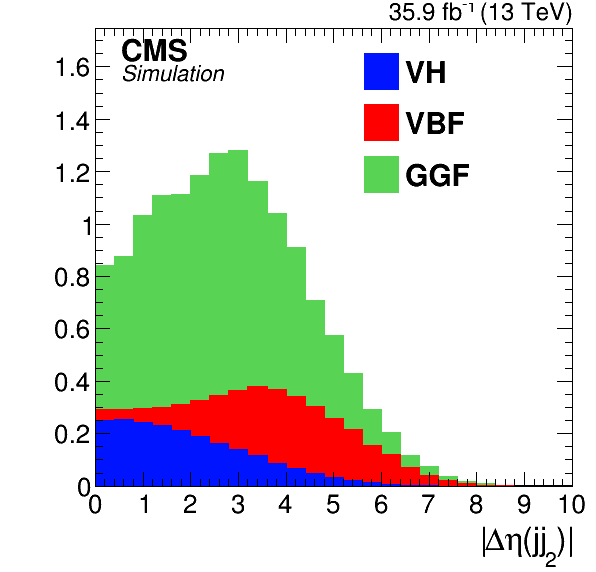 35.9 fb⁻¹ (13 TeV)
CMS
Simulation
VH
VBF
GGF
1.6
1.4
1.2
1
0.8
0.6
0.4
0.2
0
0 1 2 3 4 5 6 7 8 9 10
|Δη(jj₂)|